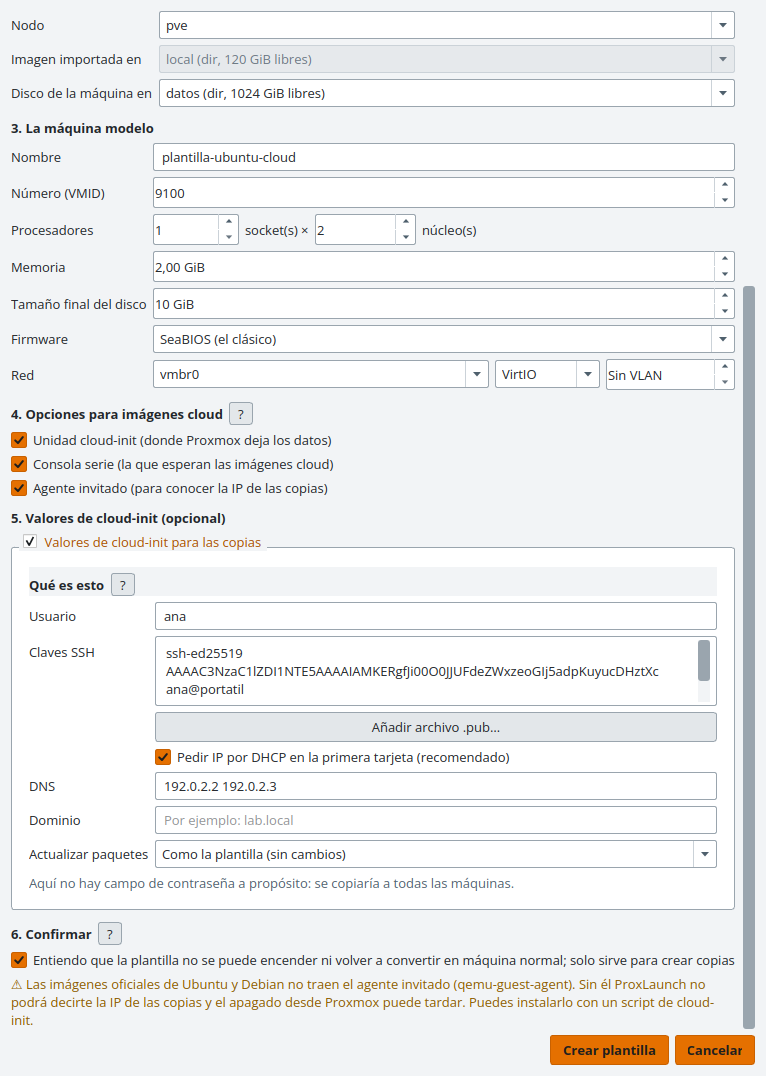 Nodo pve
Imagen importada en local (dir, 120 GiB libres)
Disco de la máquina en datos (dir, 1024 GiB libres)
3. La máquina modelo
Nombre plantilla-ubuntu-cloud
Número (VMID) 9100
Procesadores 1 socket(s) × 2 núcleo(s)
Memoria 2,00 GiB
Tamaño final del disco 10 GiB
Firmware SeaBIOS (el clásico)
Red vmbr0 VirtIO Sin VLAN
4. Opciones para imágenes cloud ?
Unidad cloud-init (donde Proxmox deja los datos)
Consola serie (la que esperan las imágenes cloud)
Agente invitado (para conocer la IP de las copias)
5. Valores de cloud-init (opcional)
Valores de cloud-init para las copias
Qué es esto ?
Usuario ana
Claves SSH ssh-ed25519
AAAAC3NzaC1lZDI1NTE5AAAAIAMKERgfJi00O0JJUFdeZWxzeoGIj5adpKuyucDHztXc
ana@portatil
Añadir archivo .pub...
Pedir IP por DHCP en la primera tarjeta (recomendado)
DNS 192.0.2.2 192.0.2.3
Dominio Por ejemplo: lab.local
Actualizar paquetes Como la plantilla (sin cambios)
Aquí no hay campo de contraseña a propósito: se copiaría a todas las máquinas.
6. Confirmar ?
Entiendo que la plantilla no se puede encender ni volver a convertir en máquina normal; solo sirve para crear copias
⚠ Las imágenes oficiales de Ubuntu y Debian no traen el agente invitado (qemu-guest-agent). Sin él ProxLaunch no
podrá decirte la IP de las copias y el apagado desde Proxmox puede tardar. Puedes instalarlo con un script de cloud-
init.
Crear plantilla Cancelar